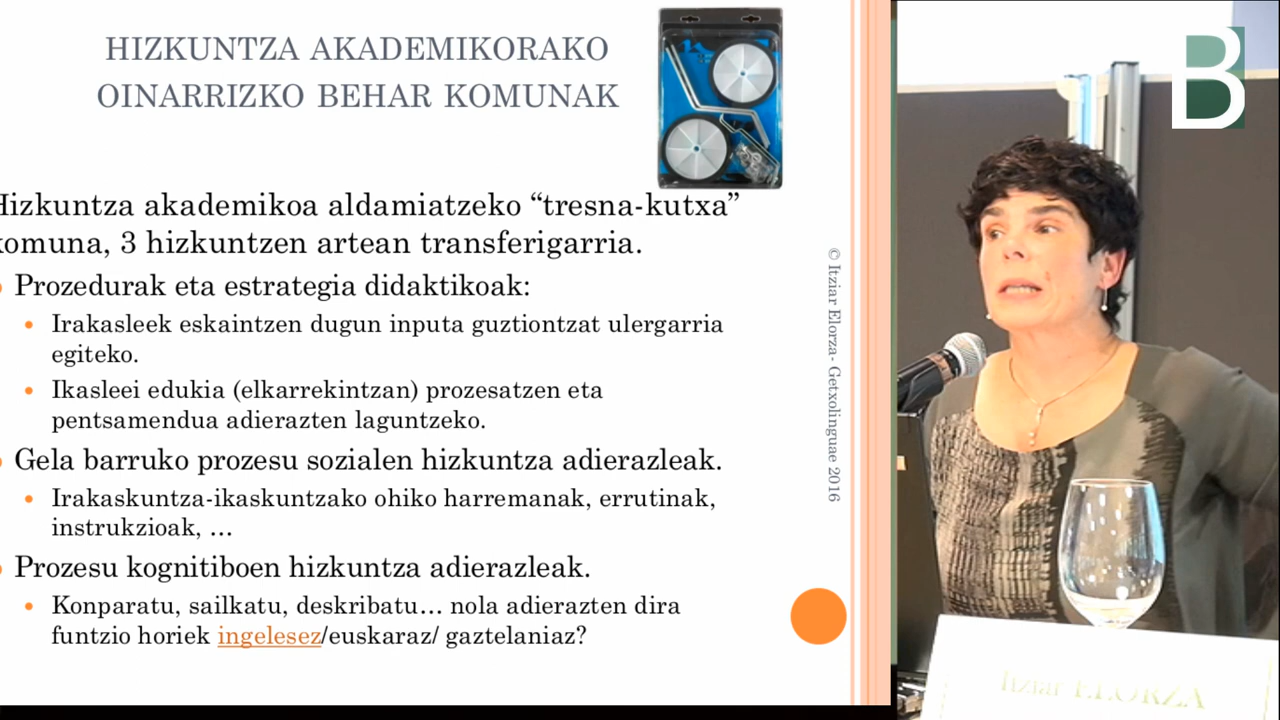 HIZKUNTZA AKADEMIKORAKO
OINARRIZKO BEHAR KOMUNAK
Hizkuntza akademikoa aldamiatzeko “tresna-kutxa”
komuna, 3 hizkuntzen artean transferigarria.
Prozedurak eta estrategia didaktikoak:
• Irakasleek eskaintzen dugun inputa guztiontzat ulergarria
egiteko.
• Ikasleei edukia (elkarrekintzan) prozesatzen eta
pentsamendua adierazten laguntzeko.
Gela barruko prozesu sozialen hizkuntza adierazleak.
• Irakaskuntza-ikaskuntzako ohiko harremanak, errutinak,
instrukzioak, …
Prozesu kognitiboen hizkuntza adierazleak.
• Konparatu, sailkatu, deskribatu… nola adierazten dira
funtzio horiek ingelesez/euskaraz/ gaztelaniaz?
© Itziar Elorza- Getxolinguae 2016
B
Itziar ELORZA